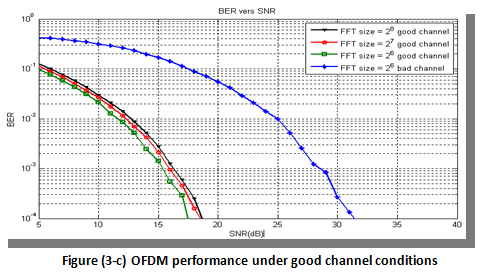 BER vers SNR
10^0
10^-1
10^-2
10^-3
10^-4
BER
FFT size = 2^8 good channel
FFT size = 2^7 good channel
FFT size = 2^6 good channel
FFT size = 2^6 bad channel
5 10 15 20 25 30 35 40
SNR(dB)
Figure (3-c) OFDM performance under good channel conditions